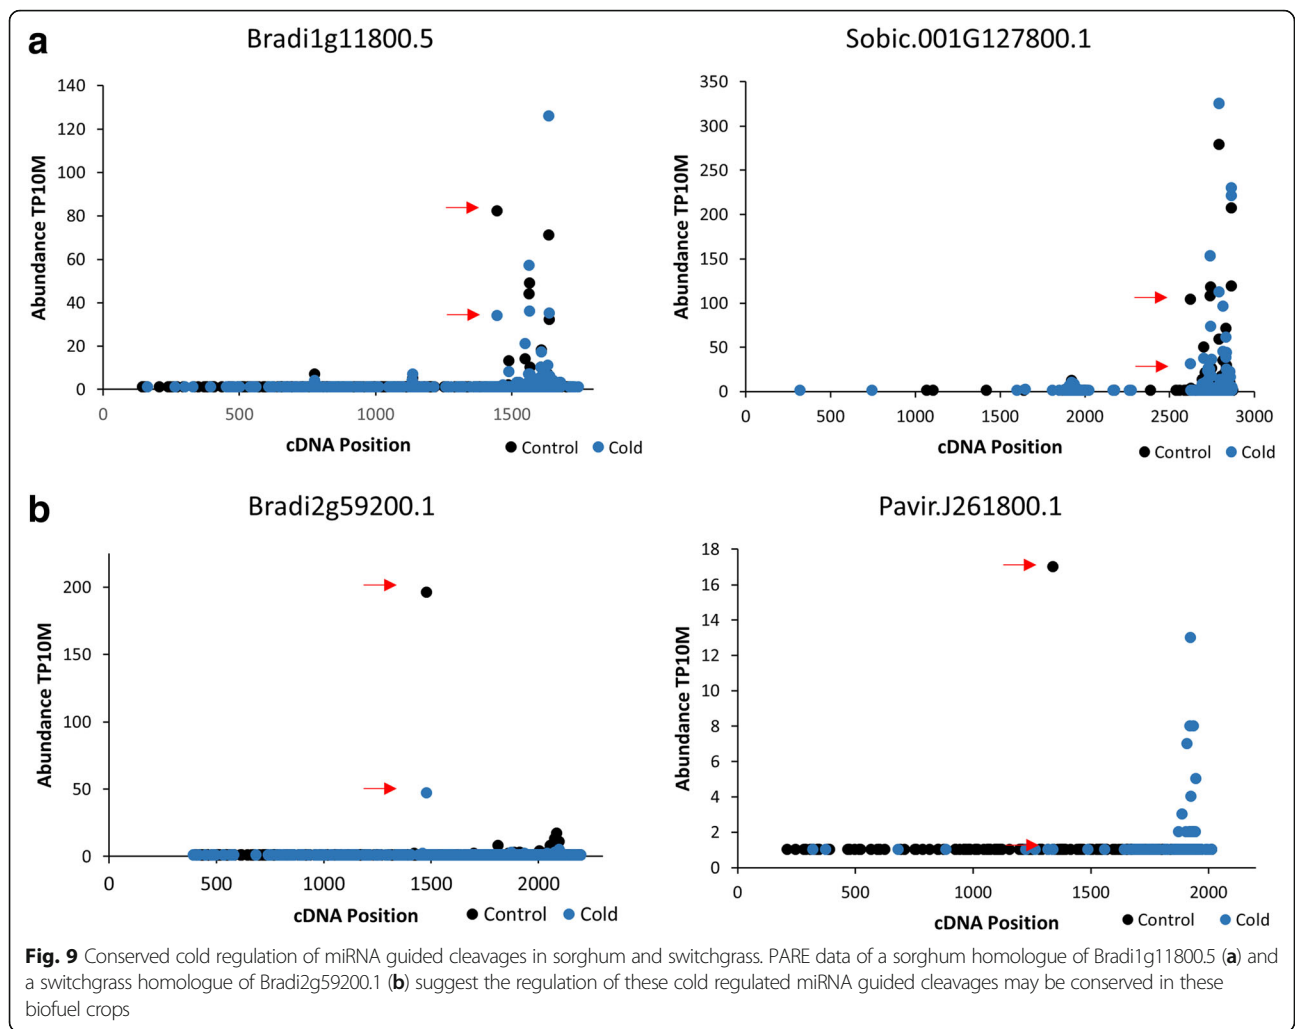 a
Bradi1g11800.5
Sobic.001G127800.1
140
120
100
80
60
40
20
0
Abundance TP10M
0 500 1000 1500
cDNA Position
Control Cold
350
300
250
200
150
100
50
0
Abundance TP10M
0 500 1000 1500 2000 2500 3000
cDNA Position
Control Cold
b
Bradi2g59200.1
Pavir.J261800.1
200
150
100
50
0
Abundance TP10M
0 500 1000 1500 2000
cDNA Position
Control Cold
18
16
14
12
10
8
6
4
2
0
Abundance TP10M
0 500 1000 1500 2000
cDNA Position
Control Cold
Fig. 9 Conserved cold regulation of miRNA guided cleavages in sorghum and switchgrass. PARE data of a sorghum homologue of Bradi1g11800.5 (a) and
a switchgrass homologue of Bradi2g59200.1 (b) suggest the regulation of these cold regulated miRNA guided cleavages may be conserved in these
biofuel crops